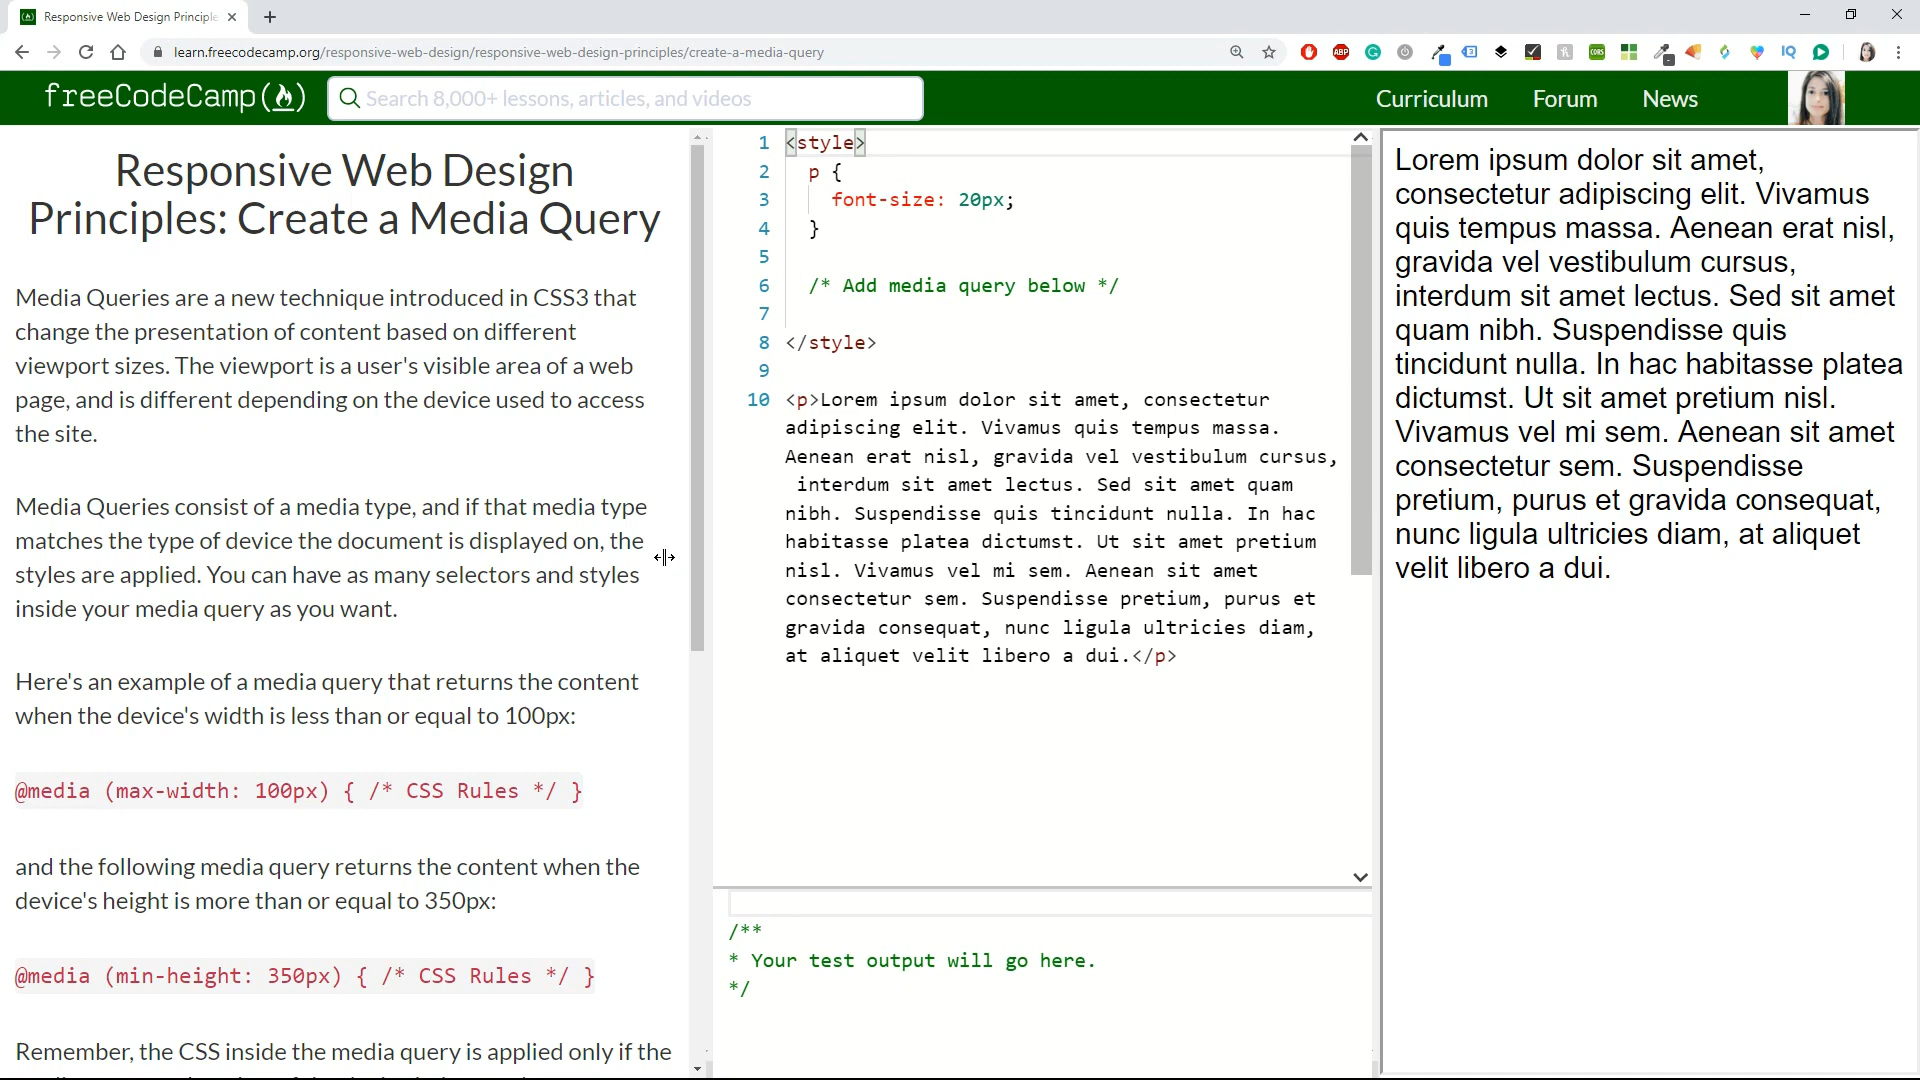 Responsive Web Design Principle
learn.freecodecamp.org/responsive-web-design/responsive-web-design-principles/create-a-media-query
freeCodeCamp
Search 8,000+ lessons, articles, and videos
Curriculum
Forum
News
Responsive Web Design
Principles: Create a Media Query
Media Queries are a new technique introduced in CSS3 that
change the presentation of content based on different
viewport sizes. The viewport is a user's visible area of a web
page, and is different depending on the device used to access
the site.
Media Queries consist of a media type, and if that media type
matches the type of device the document is displayed on, the
styles are applied. You can have as many selectors and styles
inside your media query as you want.
Here's an example of a media query that returns the content
when the device's width is less than or equal to 100px:
@media (max-width: 100px) { /* CSS Rules */ }
and the following media query returns the content when the
device's height is more than or equal to 350px:
@media (min-height: 350px) { /* CSS Rules */ }
Remember, the CSS inside the media query is applied only if the
1 <style>
2 p {
3 font-size: 20px;
4 }
5
6 /* Add media query below */
7
8 </style>
9
10 <p>Lorem ipsum dolor sit amet, consectetur
adipiscing elit. Vivamus quis tempus massa.
Aenean erat nisl, gravida vel vestibulum cursus,
interdum sit amet lectus. Sed sit amet quam
nibh. Suspendisse quis tincidunt nulla. In hac
habitasse platea dictumst. Ut sit amet pretium
nisl. Vivamus vel mi sem. Aenean sit amet
consectetur sem. Suspendisse pretium, purus et
gravida consequat, nunc ligula ultricies diam,
at aliquet velit libero a dui.</p>
/**
* Your test output will go here.
*/
Lorem ipsum dolor sit amet,
consectetur adipiscing elit. Vivamus
quis tempus massa. Aenean erat nisl,
gravida vel vestibulum cursus,
interdum sit amet lectus. Sed sit amet
quam nibh. Suspendisse quis
tincidunt nulla. In hac habitasse platea
dictumst. Ut sit amet pretium nisl.
Vivamus vel mi sem. Aenean sit amet
consectetur sem. Suspendisse
pretium, purus et gravida consequat,
nunc ligula ultricies diam, at aliquet
velit libero a dui.